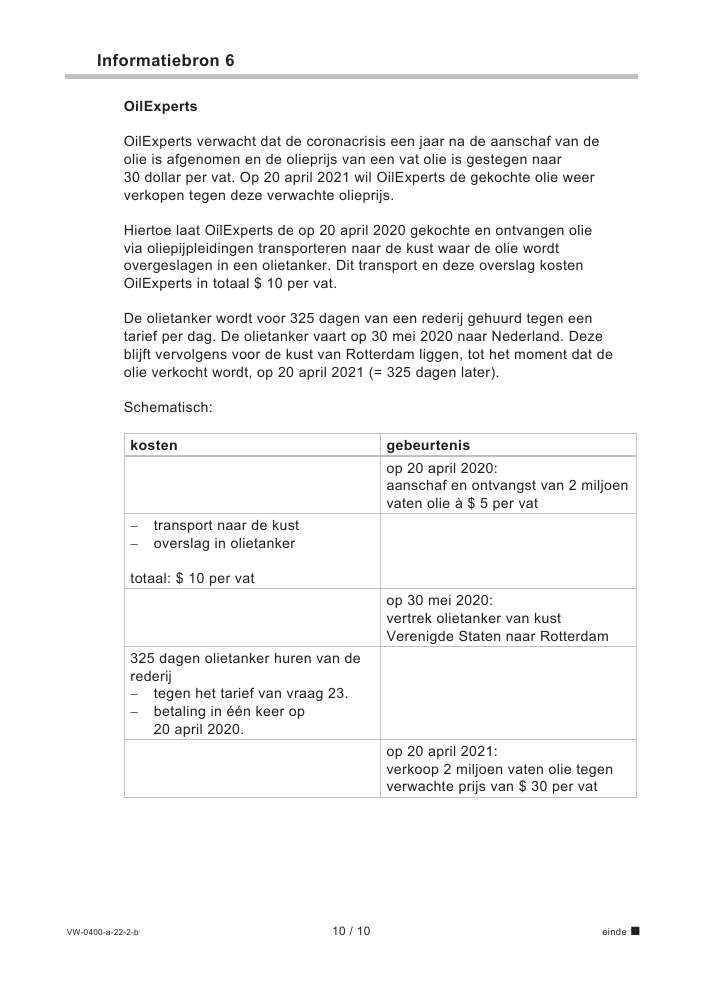 Informatiebron 6
OilExperts
OilExperts verwacht dat de coronacrisis een jaar na de aanschaf van de
olie is afgenomen en de olieprijs van een vat olie is gestegen naar
30 dollar per vat. Op 20 april 2021 wil OilExperts de gekochte olie weer
verkopen tegen deze verwachte olieprijs.
Hiertoe laat OilExperts de op 20 april 2020 gekochte en ontvangen olie
via oliepijpleidingen transporteren naar de kust waar de olie wordt
overgeslagen in een olietanker. Dit transport en deze overslag kosten
OilExperts in totaal $ 10 per vat.
De olietanker wordt voor 325 dagen van een rederij gehuurd tegen een
tarief per dag. De olietanker vaart op 30 mei 2020 naar Nederland. Deze
blijft vervolgens voor de kust van Rotterdam liggen, tot het moment dat de
olie verkocht wordt, op 20 april 2021 (= 325 dagen later).
Schematisch:
kosten
gebeurtenis
op 20 april 2020:
aanschaf en ontvangst van 2 miljoen
vaten olie à $ 5 per vat
− transport naar de kust
− overslag in olietanker
totaal: $ 10 per vat
op 30 mei 2020:
vertrek olietanker van kust
Verenigde Staten naar Rotterdam
325 dagen olietanker huren van de
rederij
− tegen het tarief van vraag 23.
− betaling in één keer op
20 april 2020.
op 20 april 2021:
verkoop 2 miljoen vaten olie tegen
verwachte prijs van $ 30 per vat
VW-0400-a-22-2-b
10 / 10
einde ■